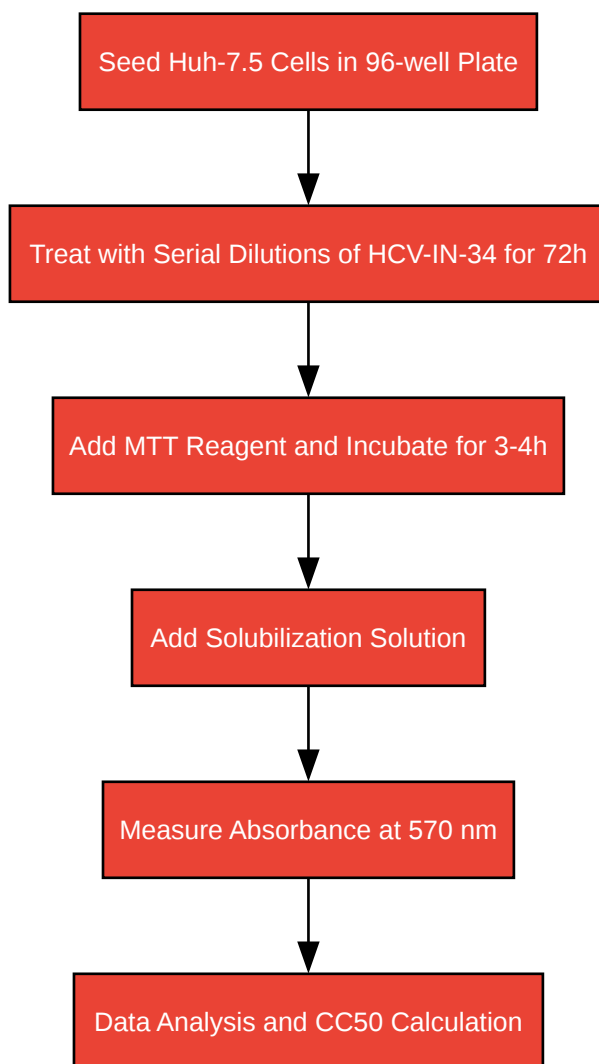 Seed Huh-7.5 Cells in 96-well Plate
Treat with Serial Dilutions of HCV-IN-34 for 72h
Add MTT Reagent and Incubate for 3-4h
Add Solubilization Solution
Measure Absorbance at 570 nm
Data Analysis and CC50 Calculation